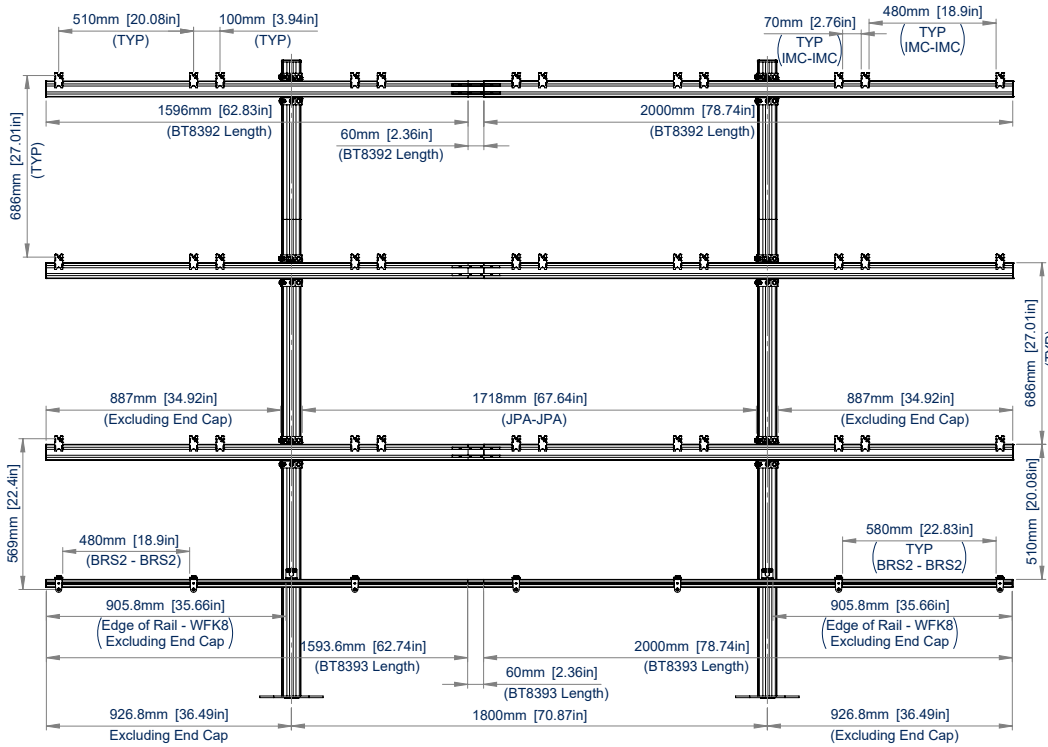 510mm [20.08in]
(TYP)
100mm [3.94in]
(TYP)
70mm [2.76in]
(TYP
IMC-IMC)
480mm [18.9in]
(TYP
IMC-IMC)
686mm [27.01in]
(TYP)
1596mm [62.83in]
(BT8392 Length)
60mm [2.36in]
(BT8392 Length)
2000mm [78.74in]
(BT8392 Length)
887mm [34.92in]
(Excluding End Cap)
1718mm [67.64in]
(JPA-JPA)
887mm [34.92in]
(Excluding End Cap)
686mm [27.01in]
(TYP)
569mm [22.4in]
480mm [18.9in]
(BRS2 - BRS2)
580mm [22.83in]
(TYP
BRS2 - BRS2)
510mm [20.08in]
905.8mm [35.66in]
(Edge of Rail - WFK8
Excluding End Cap)
905.8mm [35.66in]
(Edge of Rail - WFK8
Excluding End Cap)
1593.6mm [62.74in]
(BT8393 Length)
60mm [2.36in]
(BT8393 Length)
2000mm [78.74in]
(BT8393 Length)
926.8mm [36.49in]
Excluding End Cap
1800mm [70.87in]
926.8mm [36.49in]
(Excluding End Cap)